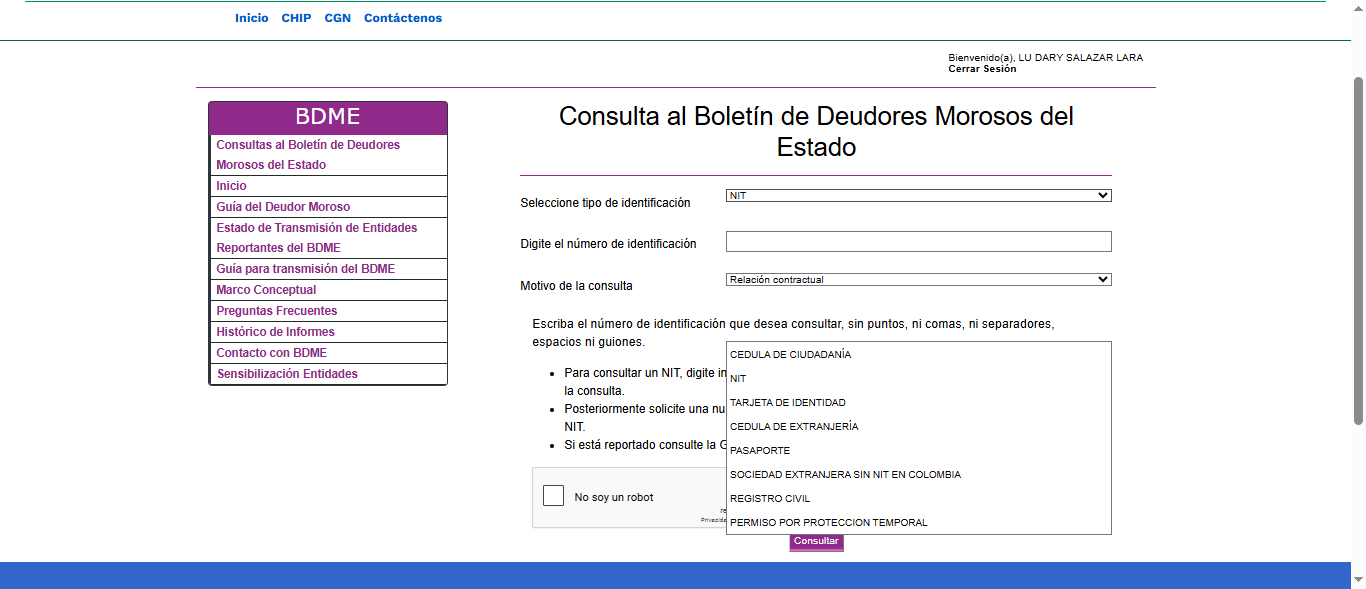 Inicio CHIP CGN Contáctenos
Bienvenido(a), LU DARY SALAZAR LARA
Cerrar Sesión
BDME
Consultas al Boletín de Deudores
Morosos del Estado
Inicio
Guía del Deudor Moroso
Estado de Transmisión de Entidades
Reportantes del BDME
Guía para transmisión del BDME
Marco Conceptual
Preguntas Frecuentes
Histórico de Informes
Contacto con BDME
Sensibilización Entidades
Consulta al Boletín de Deudores Morosos del
Estado
Seleccione tipo de identificación
NIT
Digite el número de identificación
Motivo de la consulta
Relación contractual
Escriba el número de identificación que desea consultar, sin puntos, ni comas, ni separadores,
espacios ni guiones.
Para consultar un NIT, digite in
la consulta.
Posteriormente solicite una nu
NIT.
Si está reportado consulte la G
CEDULA DE CIUDADANÍA
NIT
TARJETA DE IDENTIDAD
CEDULA DE EXTRANJERÍA
PASAPORTE
SOCIEDAD EXTRANJERA SIN NIT EN COLOMBIA
REGISTRO CIVIL
PERMISO POR PROTECCION TEMPORAL
No soy un robot
re
Privacida
Consultar